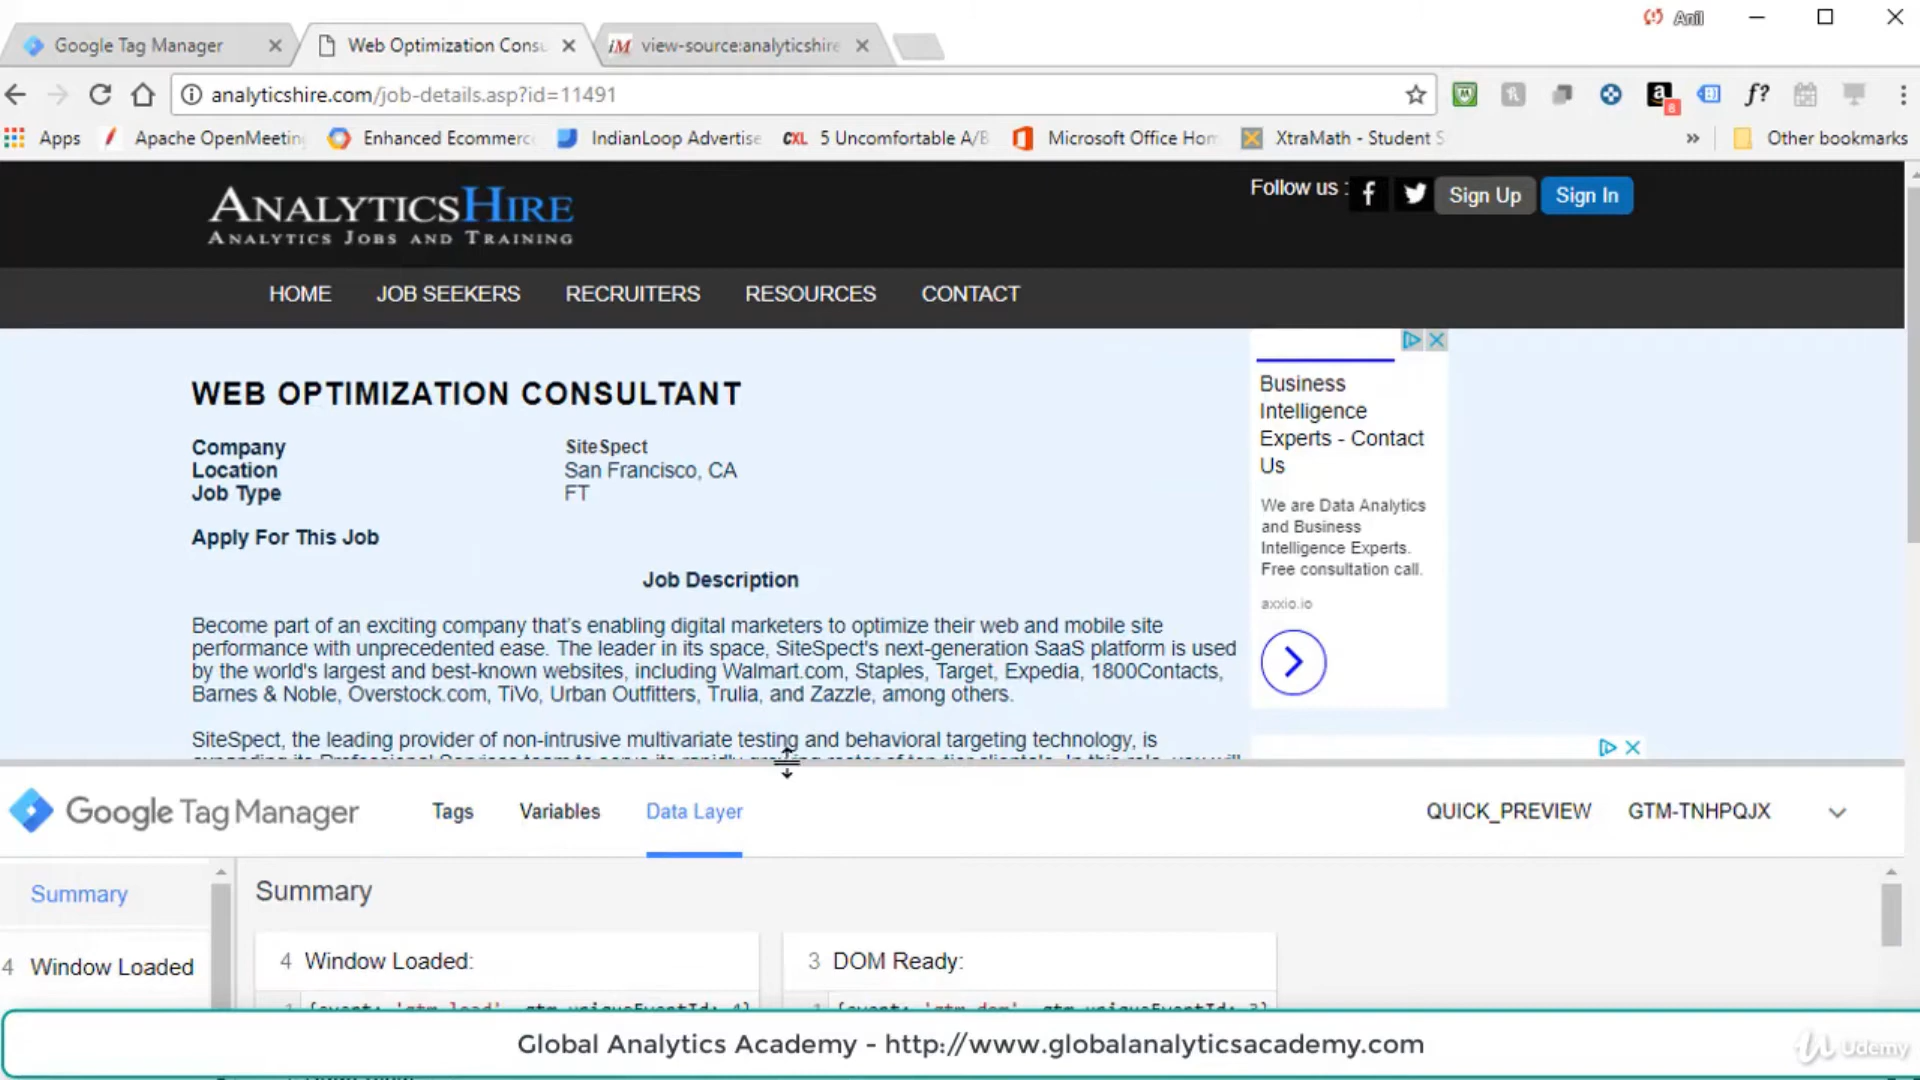 Anil
Google Tag Manager
Web Optimization Consu
iM view-source:analyticshire
analyticshire.com/job-details.asp?id=11491
f?
a
8
Apps
Apache OpenMeeting
Enhanced Ecommerc
IndianLoop Advertise
CXL 5 Uncomfortable A/B
Microsoft Office Hom
XtraMath - Student S
»
Other bookmarks
ANALYTICSHIRE
ANALYTICS JOBS AND TRAINING
Follow us :
Sign Up
Sign In
HOME
JOB SEEKERS
RECRUITERS
RESOURCES
CONTACT
WEB OPTIMIZATION CONSULTANT
Company SiteSpect
Location San Francisco, CA
Job Type FT
Apply For This Job
Job Description
Become part of an exciting company that's enabling digital marketers to optimize their web and mobile site
performance with unprecedented ease. The leader in its space, SiteSpect's next-generation SaaS platform is used
by the world's largest and best-known websites, including Walmart.com, Staples, Target, Expedia, 1800Contacts,
Barnes & Noble, Overstock.com, TiVo, Urban Outfitters, Trulia, and Zazzle, among others.
SiteSpect, the leading provider of non-intrusive multivariate testing and behavioral targeting technology, is
Business
Intelligence
Experts - Contact
Us
We are Data Analytics
and Business
Intelligence Experts.
Free consultation call.
axxio.io
Google Tag Manager
Tags
Variables
Data Layer
QUICK_PREVIEW
GTM-TNHPQJX
Summary
4 Window Loaded
Summary
4 Window Loaded:
3 DOM Ready:
Global Analytics Academy - http://www.globalanalyticsacademy.com
Udemy